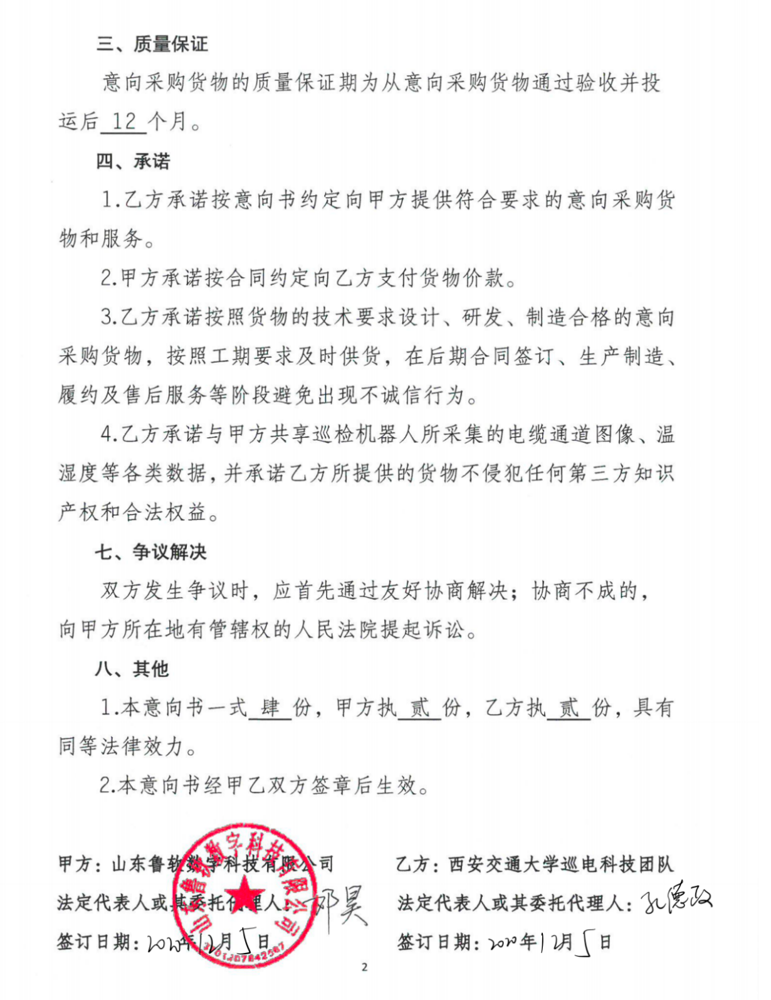 三、质量保证
意向采购货物的质量保证期为从意向采购货物通过验收并投
运后 12 个月。
四、承诺
1.乙方承诺按意向书约定向甲方提供符合要求的意向采购货
物和服务。
2.甲方承诺按合同约定向乙方支付货物价款。
3.乙方承诺按照货物的技术要求设计、研发、制造合格的意向
采购货物，按照工期要求及时供货，在后期合同签订、生产制造、
履约及售后服务等阶段避免出现不诚信行为。
4.乙方承诺与甲方共享巡检机器人所采集的电缆通道图像、温
湿度等各类数据，并承诺乙方所提供的货物不侵犯任何第三方知识
产权和合法权益。
七、争议解决
双方发生争议时，应首先通过友好协商解决；协商不成的，
向甲方所在地有管辖权的人民法院提起诉讼。
八、其他
1.本意向书一式 肆 份，甲方执 贰 份，乙方执 贰 份，具有
同等法律效力。
2.本意向书经甲乙双方签章后生效。
甲方：山东鲁软数字科技有限公司
乙方：西安交通大学巡电科技团队
法定代表人或其委托代理人：邓昊
法定代表人或其委托代理人：孔德政
签订日期：2020年12月5日
签订日期：2020年12月5日
山东鲁软数字科技有限公司
2